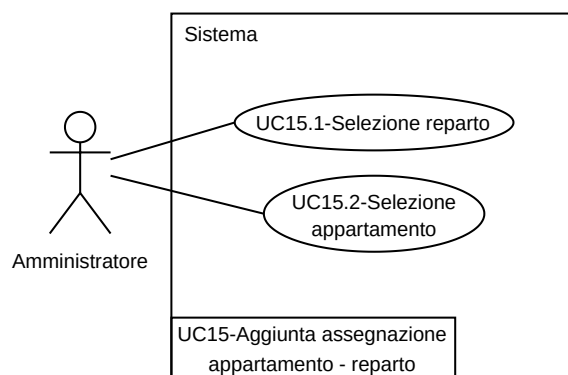 Sistema
UC15.1-Selezione reparto
UC15.2-Selezione
appartamento
Amministratore
UC15-Aggiunta assegnazione
appartamento - reparto